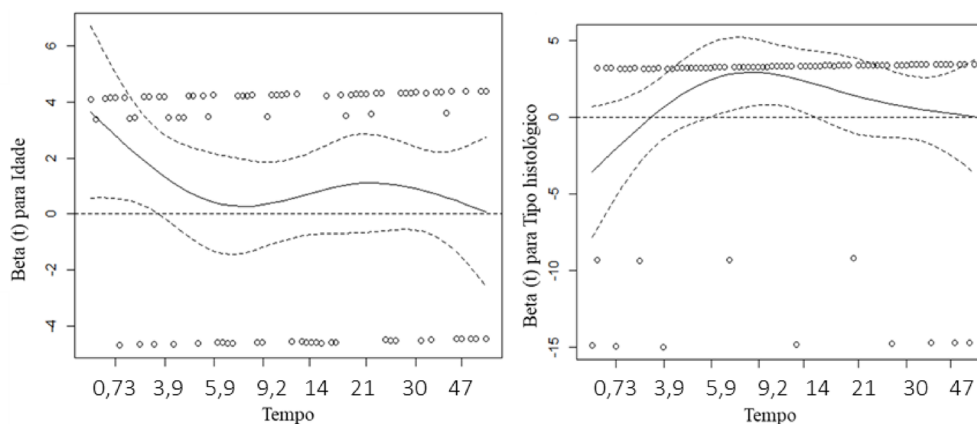 Beta (t) para Idade
6
4
2
0
-2
-4
0,73 3,9 5,9 9,2 14 21 30 47
Tempo
Beta (t) para Tipo histológico
5
0
-5
-10
-15
0,73 3,9 5,9 9,2 14 21 30 47
Tempo